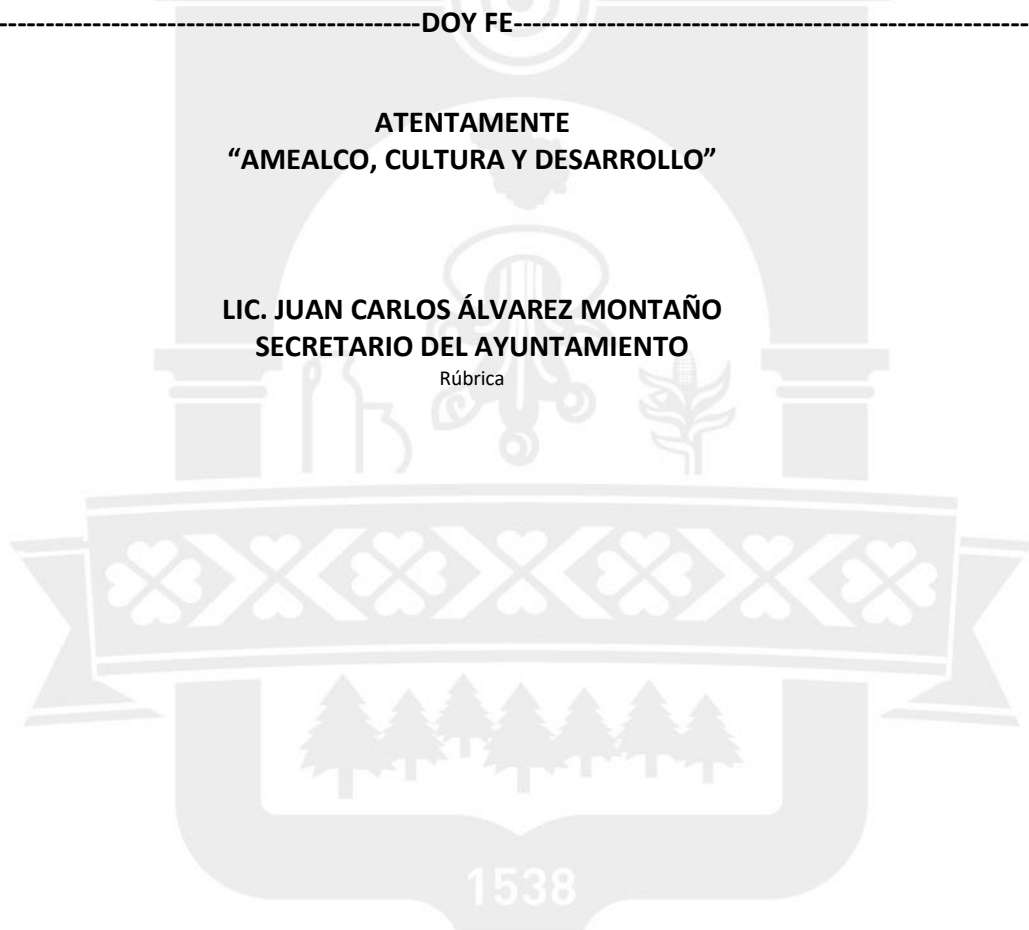 -----------------------------------------------DOY FE---------------------------------------------------------
ATENTAMENTE
“AMEALCO, CULTURA Y DESARROLLO”
LIC. JUAN CARLOS ÁLVAREZ MONTAÑO
SECRETARIO DEL AYUNTAMIENTO
Rúbrica
1538